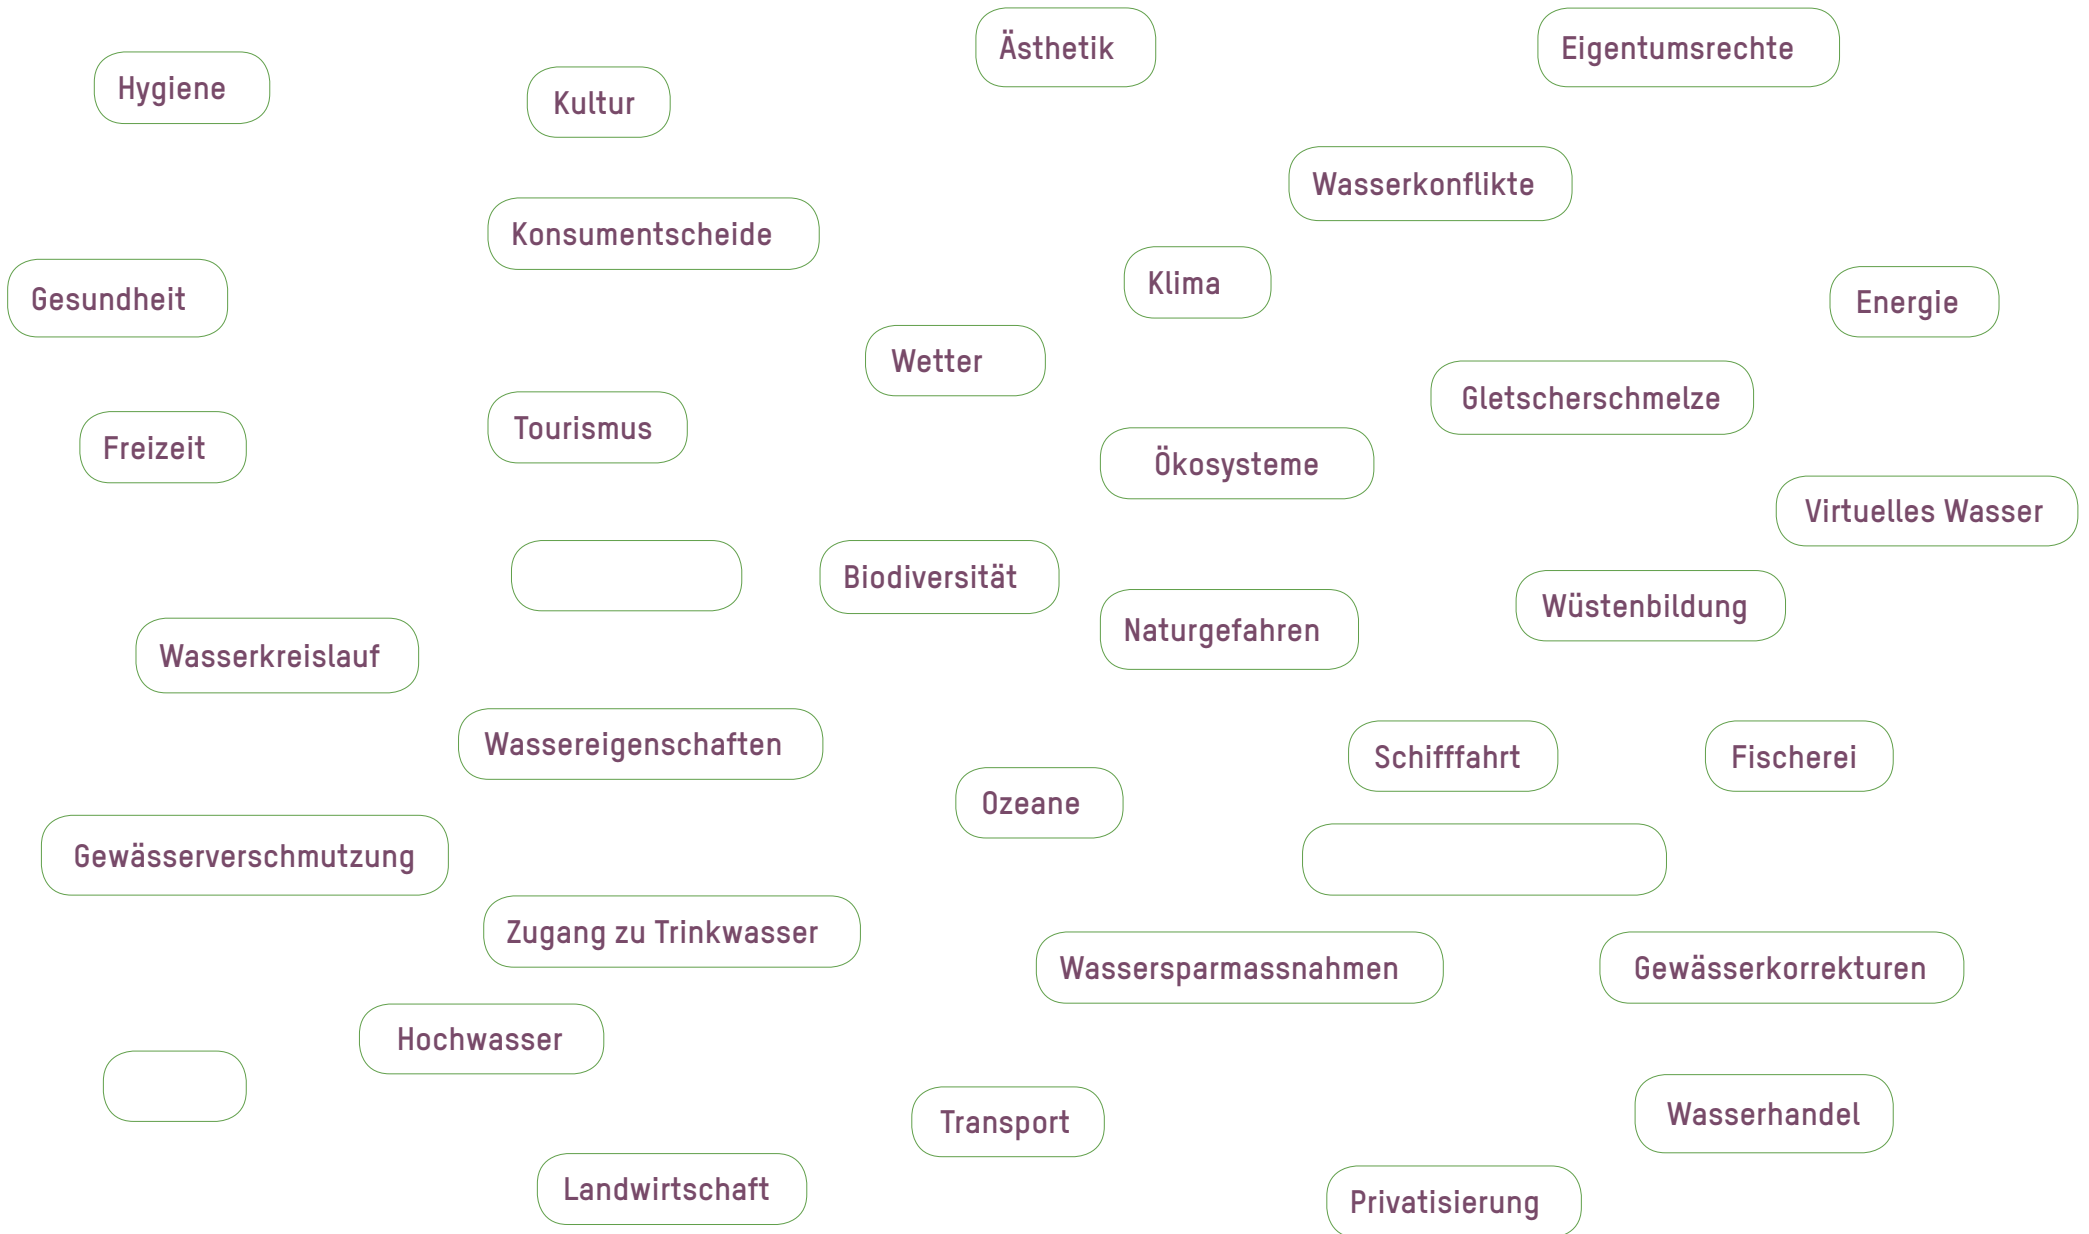 Ästhetik
Eigentumsrechte
Hygiene
Kultur
Wasserkonflikte
Konsumentscheide
Klima
Gesundheit
Energie
Wetter
Gletscherschmelze
Tourismus
Freizeit
Ökosysteme
Virtuelles Wasser
Biodiversität
Wüstenbildung
Naturgefahren
Wasserkreislauf
Wassereigenschaften
Schifffahrt
Fischerei
Ozeane
Gewässerverschmutzung
Zugang zu Trinkwasser
Wassersparmassnahmen
Gewässerkorrekturen
Hochwasser
Wasserhandel
Transport
Landwirtschaft
Privatisierung